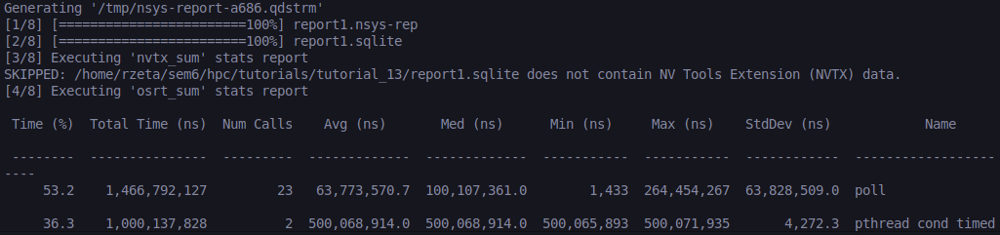 Generating '/tmp/nsys-report-a686.qdstrm'
[1/8] [========================100%] report1.nsys-rep
[2/8] [========================100%] report1.sqlite
[3/8] Executing 'nvtx_sum' stats report
SKIPPED: /home/rzeta/sem6/hpc/tutorials/tutorial_13/report1.sqlite does not contain NV Tools Extension (NVTX) data.
[4/8] Executing 'osrt_sum' stats report
Time (%) Total Time (ns) Num Calls Avg (ns) Med (ns) Min (ns) Max (ns) StdDev (ns) Name
-------- --------------- --------- ------------- ------------- ----------- ----------- ------------ ------------------
----
53.2 1,466,792,127 23 63,773,570.7 100,107,361.0 1,433 264,454,267 63,828,509.0 poll
36.3 1,000,137,828 2 500,068,914.0 500,068,914.0 500,065,893 500,071,935 4,272.3 pthread cond timed